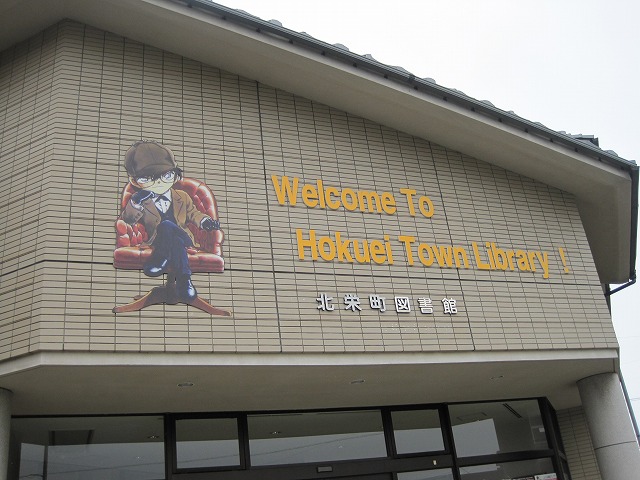 Welcome To
Hokuei Town Library!
北栄町図書館